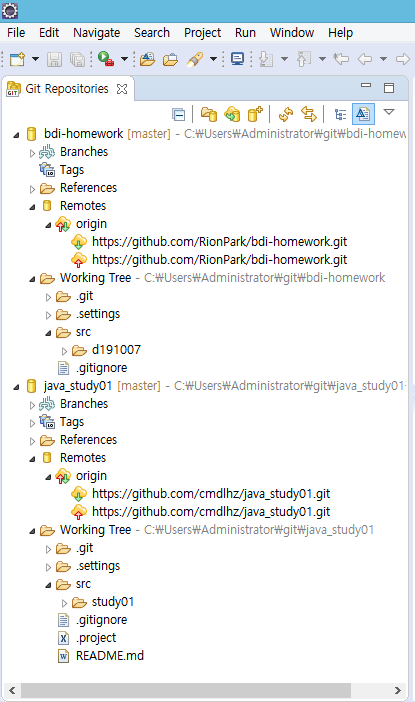 File Edit Navigate Search Project Run Window Help
Git Repositories
bdi-homework [master] - C:₩Users₩Administrator₩git₩bdi-homew
Branches
Tags
References
Remotes
origin
https://github.com/RionPark/bdi-homework.git
https://github.com/RionPark/bdi-homework.git
Working Tree - C:₩Users₩Administrator₩git₩bdi-homework
.git
.settings
src
d191007
.gitignore
java_study01 [master] - C:₩Users₩Administrator₩git₩java_study01
Branches
Tags
References
Remotes
origin
https://github.com/cmdlhz/java_study01.git
https://github.com/cmdlhz/java_study01.git
Working Tree - C:₩Users₩Administrator₩git₩java_study01
.git
.settings
src
study01
.gitignore
.project
README.md